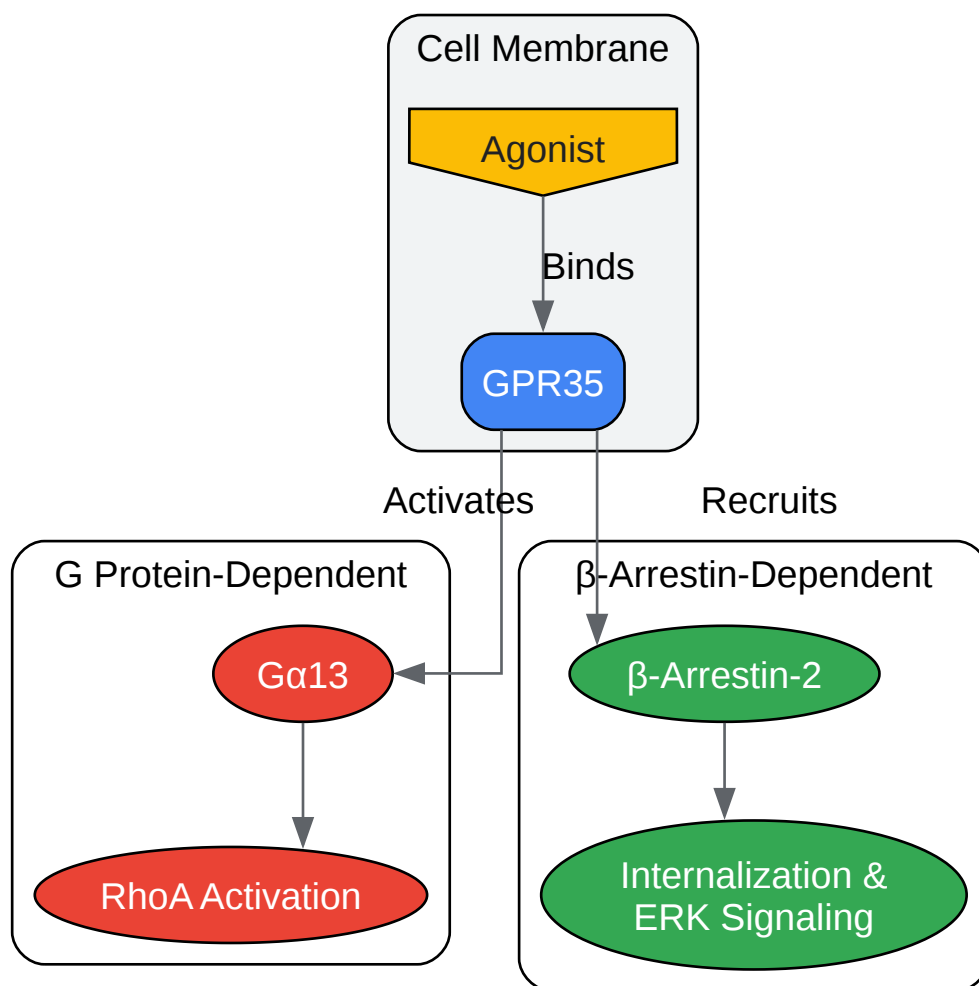 Cell Membrane
Agonist
Binds
GPR35
Activates
Recruits
G Protein-Dependent
β-Arrestin-Dependent
Gα13
β-Arrestin-2
RhoA Activation
Internalization &
ERK Signaling